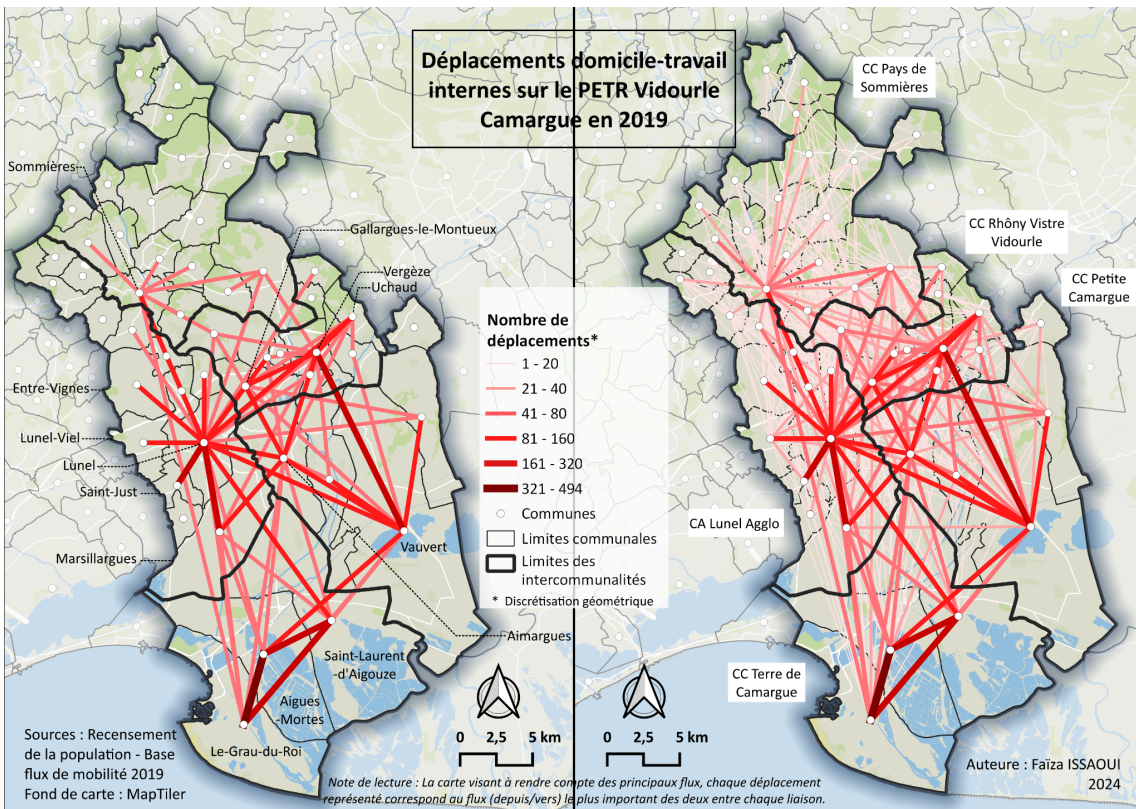 Déplacements domicile-travail
internes sur le PETR Vidourle
Camargue en 2019
CC Pays de
Sommières
Sommières
Gallargues-le-Montueux
CC Rhôny Vistre
Vidourle
Vergèze
Uchaud
CC Petite
Camargue
Nombre de
déplacements*
1 - 20
21 - 40
41 - 80
81 - 160
161 - 320
321 - 494
Communes
Limites communales
Limites des
intercommunalités
* Discrétisation géométrique
Entre-Vignes
Lunel-Viel
Lunel
Saint-Just
Marsillargues
Vauvert
CA Lunel Agglo
Aimargues
Saint-Laurent
-d'Aigouze
Aigues
-Mortes
Le-Grau-du-Roi
CC Terre de
Camargue
0 2,5 5 km
0 2,5 5 km
Sources : Recensement
de la population - Base
flux de mobilité 2019
Fond de carte : MapTiler
Note de lecture : La carte visant à rendre compte des principaux flux, chaque déplacement
représenté correspond au flux (depuis/vers) le plus important des deux entre chaque liaison.
Auteure : Faïza ISSAOUI
2024